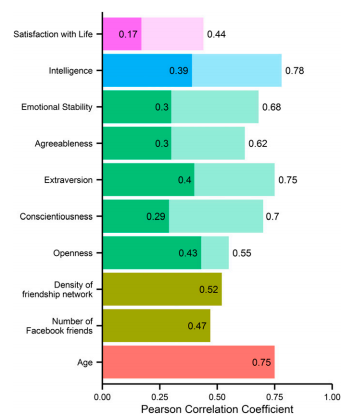 Satisfaction with Life 0.17 0.44
Intelligence 0.39 0.78
Emotional Stability 0.3 0.68
Agreeableness 0.3 0.62
Extraversion 0.4 0.75
Conscientiousness 0.29 0.7
Openness 0.43 0.55
Density of
friendship network 0.52
Number of
Facebook friends 0.47
Age 0.75
0.00 0.25 0.50 0.75 1.00
Pearson Correlation Coefficient